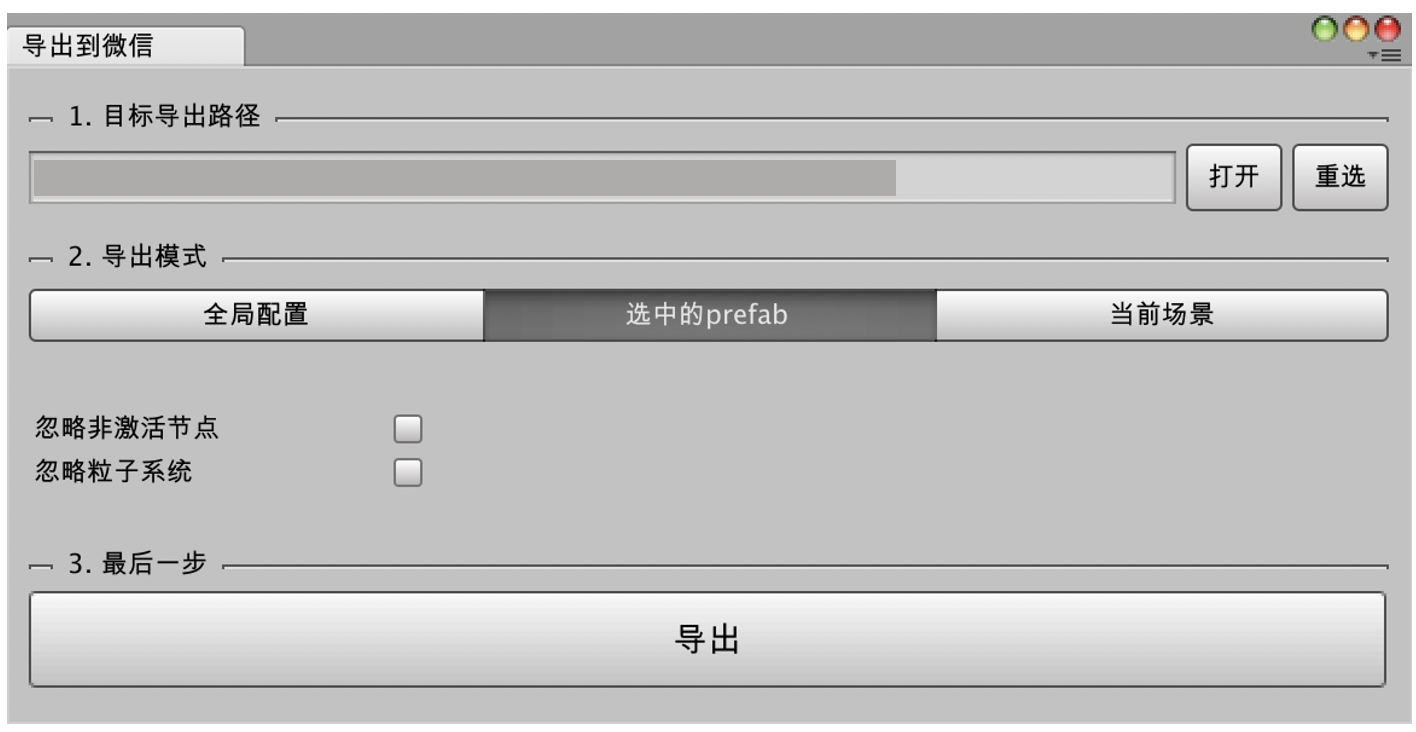 导出到微信
1. 目标导出路径
打开 重选
2. 导出模式
全局配置 选中的prefab 当前场景
忽略非激活节点
忽略粒子系统
3. 最后一步
导出